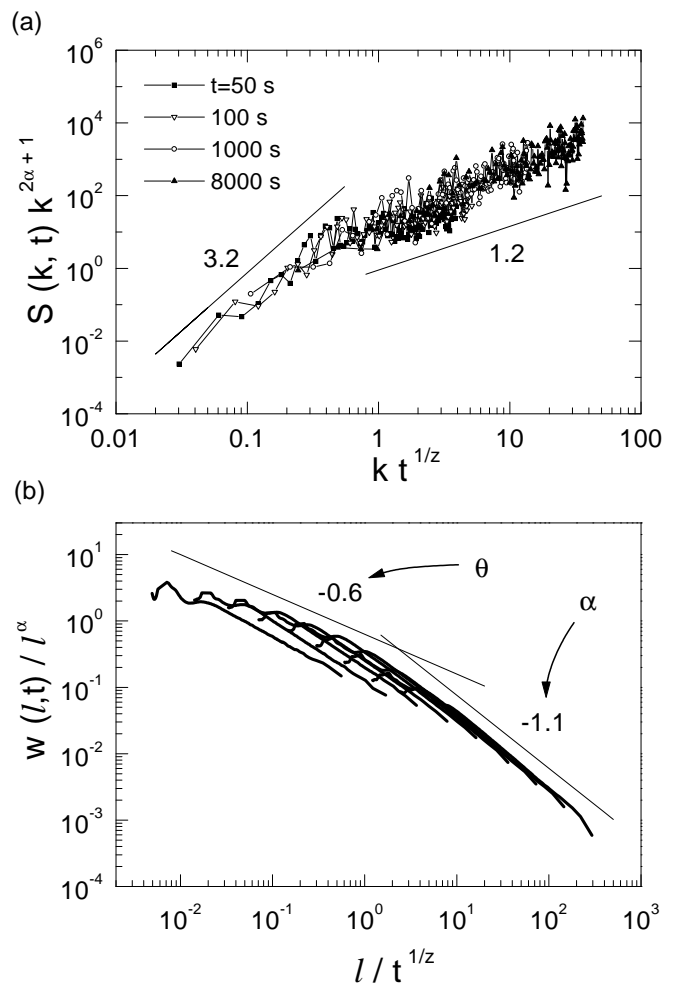 (a)
10^6
10^4
10^2
10^0
10^-2
10^-4
S (k, t) k^2α + 1
t=50 s
100 s
1000 s
8000 s
3.2
1.2
0.01 0.1 1 10 100
k t^1/z
(b)
10^1
10^0
10^-1
10^-2
10^-3
10^-4
w (l,t) / l^α
-0.6
θ
α
-1.1
10^-2 10^-1 10^0 10^1 10^2 10^3
l / t^1/z